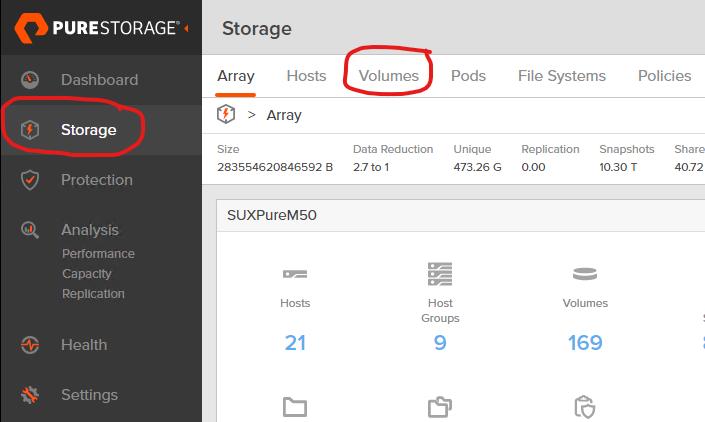 PURESTORAGE®
Storage
Dashboard
Storage
Protection
Analysis
Performance
Capacity
Replication
Health
Settings
Array Hosts Volumes Pods File Systems Policies
> Array
Size Data Reduction Unique Replication Snapshots Share
283554620846592 B 2.7 to 1 473.26 G 0.00 10.30 T 40.72
SUXPureM50
Hosts Host Groups Volumes
21 9 169